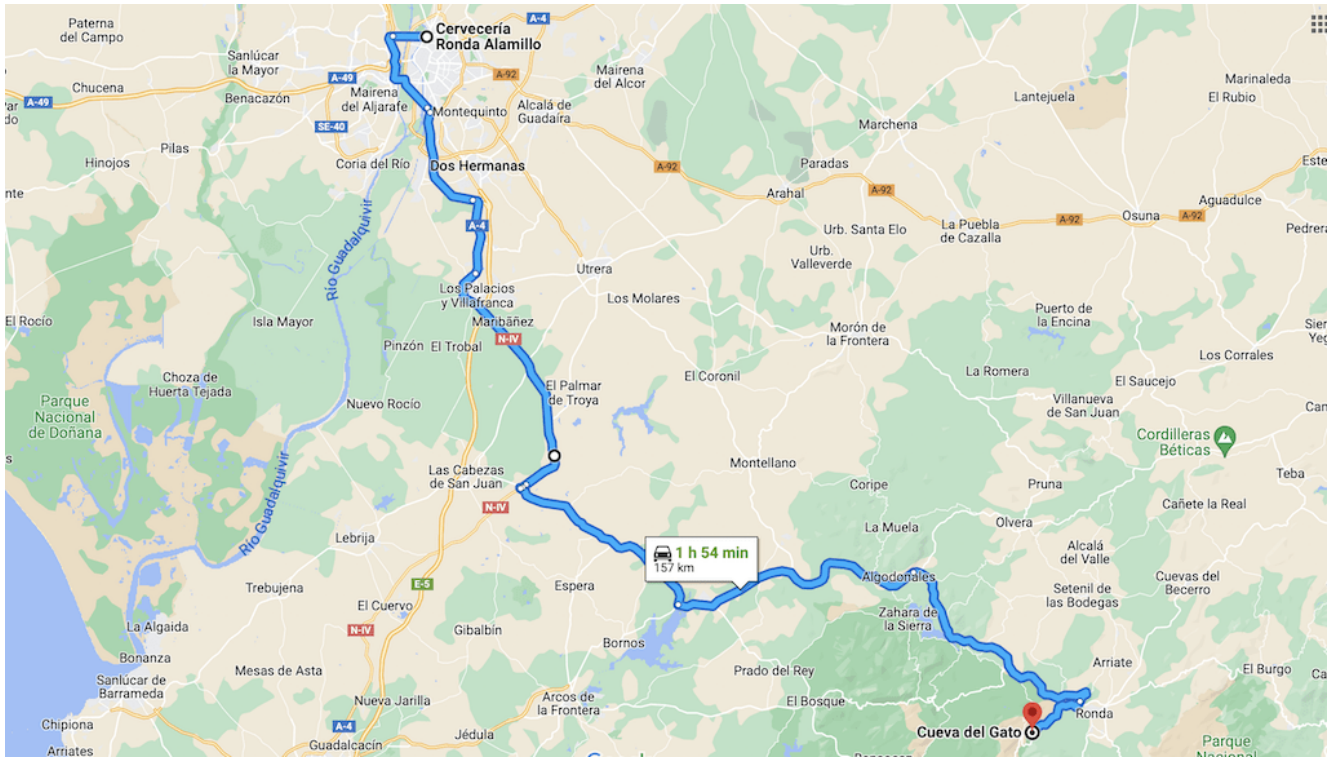 Paterna
del Campo
Cervecería
Ronda Alamillo
A-4
Sanlúcar
la Mayor
A-49
A-92
Mairena
del Alcor
Marinaleda
Chucena
A-49
Benacazón
Mairena
del Aljarafe
Montequinto
Alcalá de
Guadaíra
Lantejuela
El Rubio
SE-40
Marchena
Hinojos
Pilas
Coria del Río
Dos Hermanas
A-92
Paradas
A-92
Arahal
Aguadulce
Río Guadalquivir
A-4
Urb. Santa Elo
La Puebla
de Cazalla
A-92
Osuna
A-92
Pedrera
Urb.
Valleverde
Utrera
Los Palacios
y Villafranca
Los Molares
El Rocío
Isla Mayor
Maribáñez
Puerto de
la Encina
Pinzón
El Trobal
N-IV
Morón de
la Frontera
Los Corrales
Choza de
Huerta Tejada
El Palmar
de Troya
El Coronil
La Romera
El Saucejo
Parque
Nacional
de Doñana
Nuevo Rocío
Villanueva
de San Juan
Cordilleras
Béticas
Las Cabezas
de San Juan
Montellano
Coripe
Pruna
Teba
Río Guadalquivir
N-IV
Cañete la Real
Lebrija
La Muela
Olvera
1 h 54 min
157 km
Alcalá
del Valle
Trebujena
E-5
Espera
Algodonales
Setenil de
las Bodegas
Cuevas del
Becerro
El Cuervo
N-IV
Gibalbín
Zahara de
la Sierra
La Algaida
Bonanza
Bornos
Mesas de Asta
Prado del Rey
Arriate
El Burgo
Sanlúcar de
Barrameda
Nueva Jarilla
Arcos de
la Frontera
El Bosque
Ronda
Chipiona
A-4
Jédula
Cueva del Gato
Arriates
Guadalcacín
Parque
Nacional